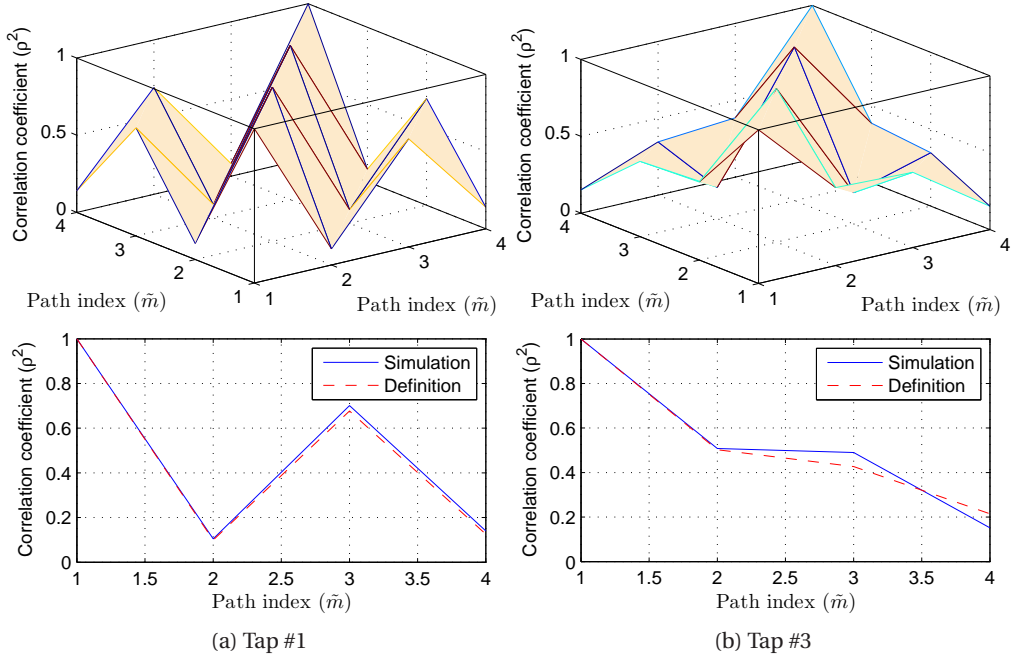 Correlation coefficient (ρ²)
1
0.5
0
4
3
2
1
1
2
3
4
Path index (m̃)
Path index (m̃)
Correlation coefficient (ρ²)
1
0.5
0
4
3
2
1
1
2
3
4
Path index (m̃)
Path index (m̃)
Correlation coefficient (ρ²)
1
0.8
0.6
0.4
0.2
0
1 1.5 2 2.5 3 3.5 4
Simulation
Definition
Path index (m̃)
(a) Tap #1
Correlation coefficient (ρ²)
1
0.8
0.6
0.4
0.2
0
1 1.5 2 2.5 3 3.5 4
Simulation
Definition
Path index (m̃)
(b) Tap #3